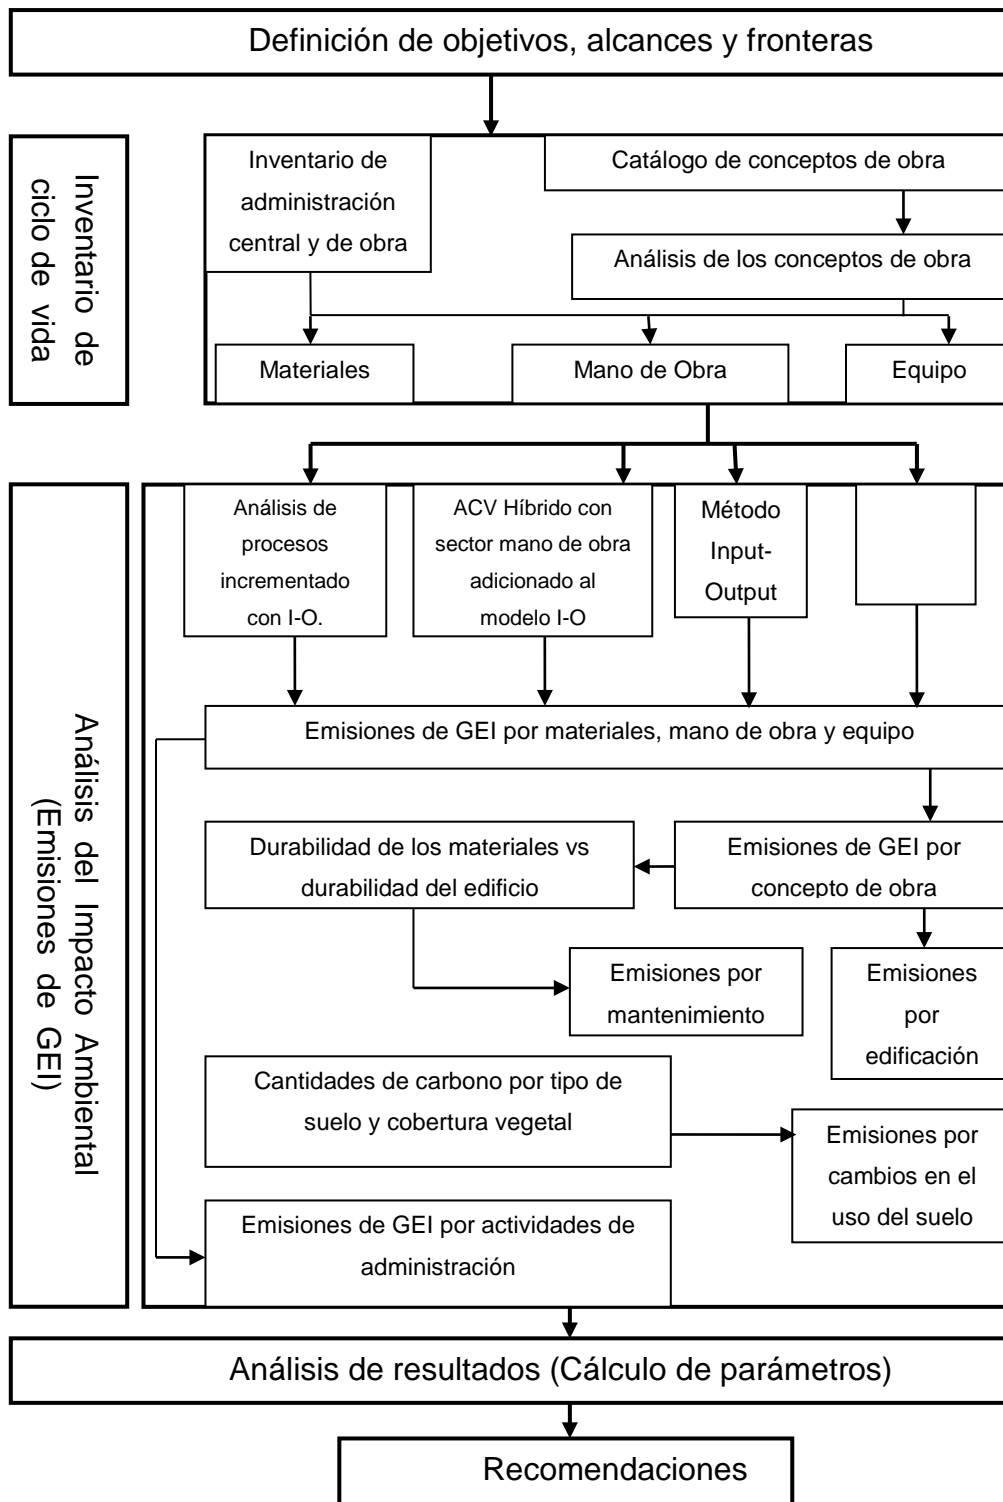 Definición de objetivos, alcances y fronteras
Inventario de
ciclo de vida
Inventario de
administración
central y de obra
Catálogo de conceptos de obra
Análisis de los conceptos de obra
Materiales
Mano de Obra
Equipo
Análisis del Impacto Ambiental
(Emisiones de GEI)
Análisis de
procesos
incrementado
con I-O.
ACV Híbrido con
sector mano de obra
adicionado al
modelo I-O
Método
Input-
Output
Emisiones de GEI por materiales, mano de obra y equipo
Durabilidad de los materiales vs
durabilidad del edificio
Emisiones de GEI por
concepto de obra
Emisiones por
mantenimiento
Emisiones
por
edificación
Cantidades de carbono por tipo de
suelo y cobertura vegetal
Emisiones por
cambios en el
uso del suelo
Emisiones de GEI por actividades de
administración
Análisis de resultados (Cálculo de parámetros)
Recomendaciones